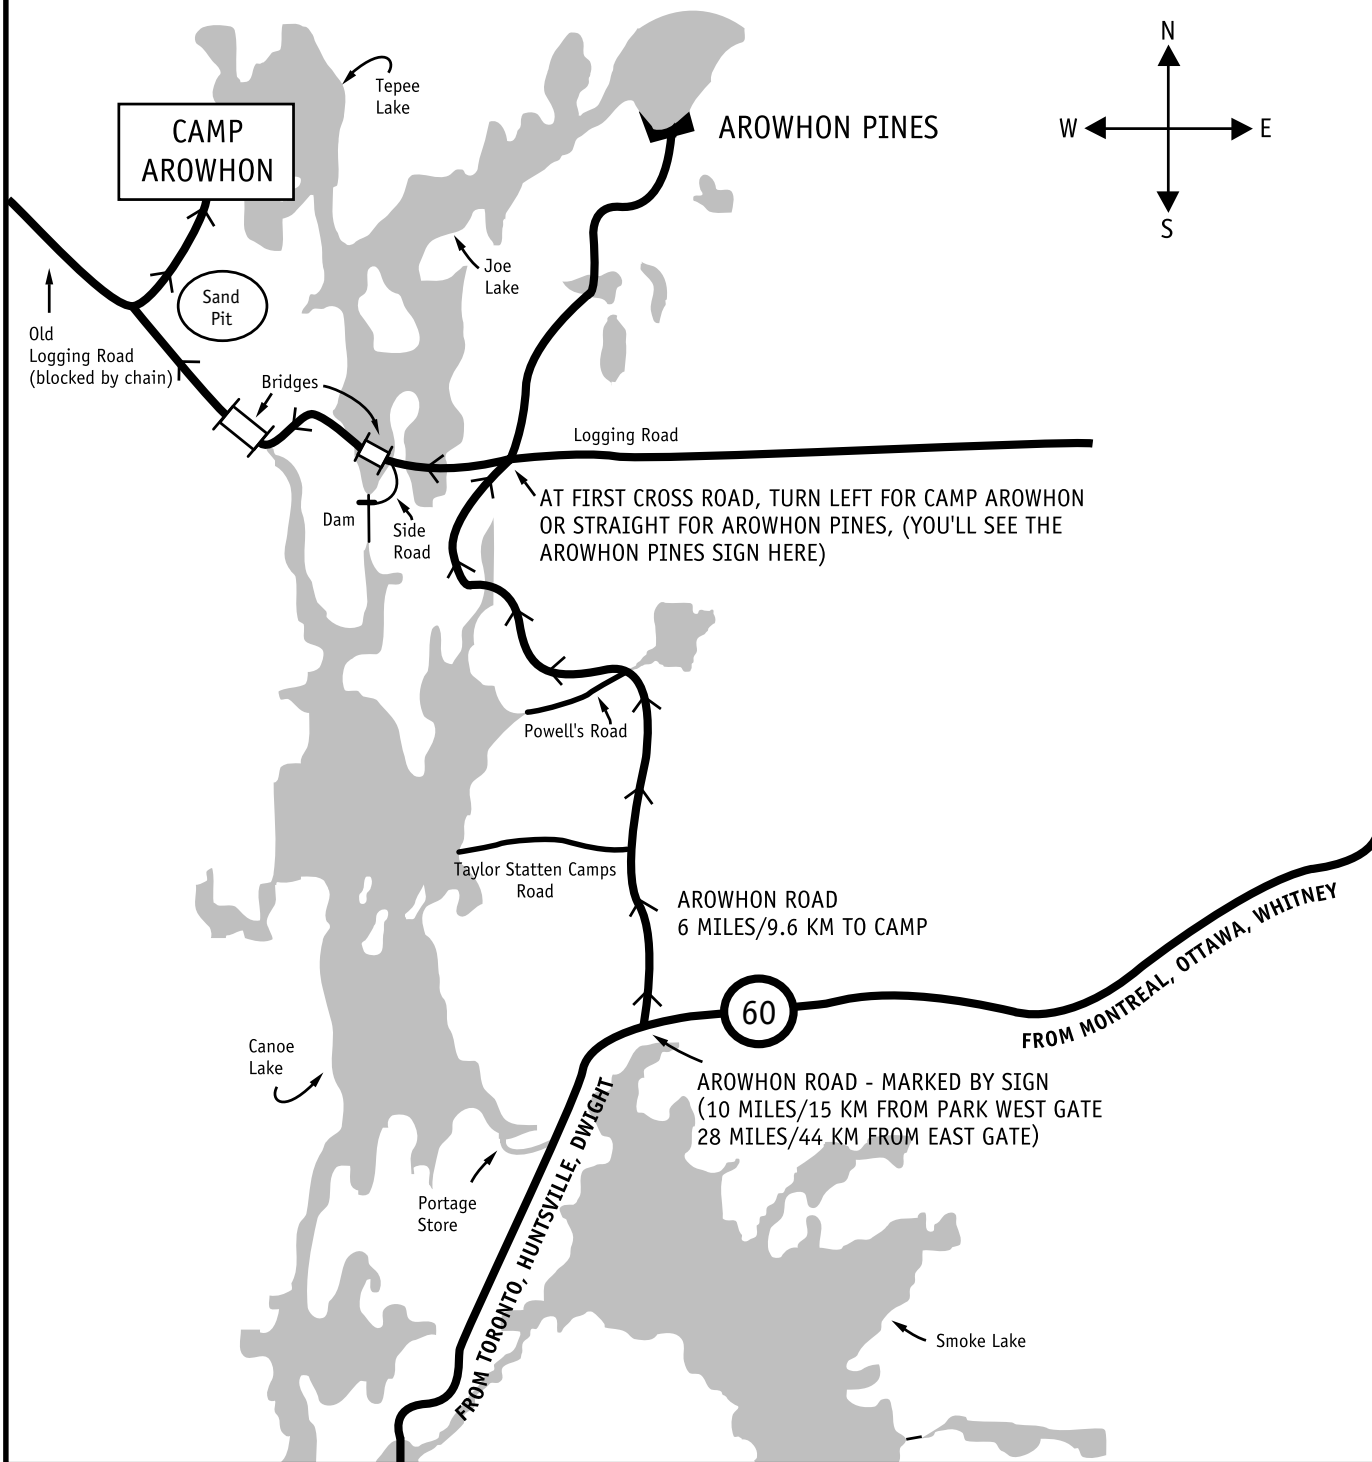 N
Tepee
Lake
CAMP
AROWHON
AROWHON PINES
W
E
S
Joe
Lake
Sand
Pit
Old
Logging Road
(blocked by chain)
Bridges
Logging Road
AT FIRST CROSS ROAD, TURN LEFT FOR CAMP AROWHON
OR STRAIGHT FOR AROWHON PINES, (YOU'LL SEE THE
AROWHON PINES SIGN HERE)
Dam
Side
Road
Powell's Road
Taylor Statten Camps
Road
AROWHON ROAD
6 MILES/9.6 KM TO CAMP
FROM MONTREAL, OTTAWA, WHITNEY
60
Canoe
Lake
AROWHON ROAD - MARKED BY SIGN
(10 MILES/15 KM FROM PARK WEST GATE
28 MILES/44 KM FROM EAST GATE)
FROM TORONTO, HUNTSVILLE, DWIGHT
Portage
Store
Smoke Lake